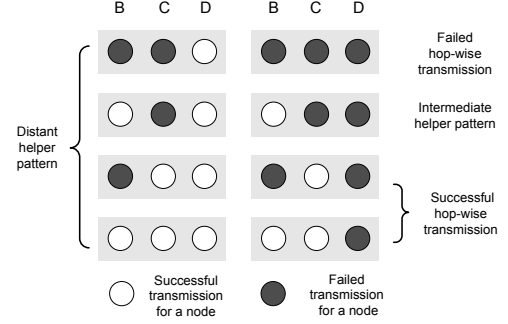 B C D B C D
Failed
hop-wise
transmission
Intermediate
helper pattern
Distant
helper
pattern
Successful
hop-wise
transmission
Successful
transmission
for a node
Failed
transmission
for a node